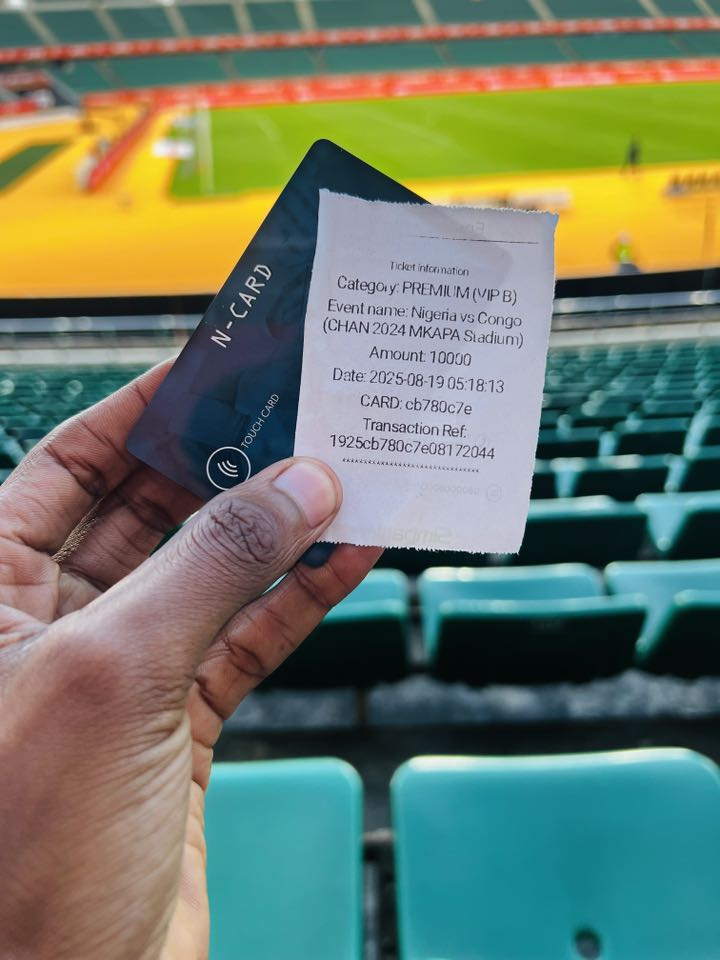 N-CARD
TOUCH CARD
Ticket information
Category: PREMIUM (VIP B)
Event name: Nigeria vs Congo
(CHAN 2024 MKAPA Stadium)
Amount: 10000
Date: 2025-08-19 05:18:13
CARD: cb780c7e
Transaction Ref:
1925cb780c7e08172044
********************************